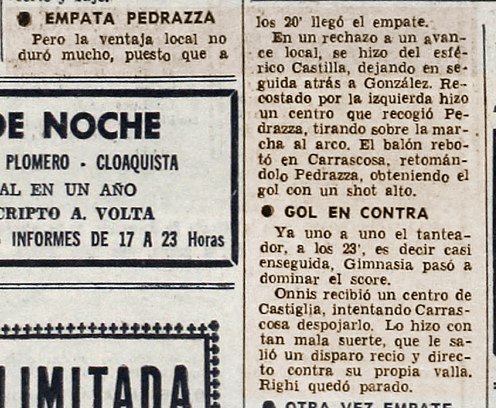 ● EMPATA PEDRAZZA
Pero la ventaja local no
duró mucho, puesto que a
DE NOCHE
PLOMERO - CLOAQUISTA
AL EN UN AÑO
CRIPTO A. VOLTA
INFORMES DE 17 A 23 Horas
LIMITADA
los 20' llegó el empate.
En un rechazo a un avan-
ce local, se hizo del esfé-
rico Castilla, dejando en se-
guida atrás a González. Re-
costado por la izquierda hizo
un centro que recogió Pe-
drazza, tirando sobre la mar-
cha al arco. El balón rebo-
tó en Carrascosa, retomán-
dolo Pedrazza, obteniendo el
gol con un shot alto.
● GOL EN CONTRA
Ya uno a uno el tantea-
dor, a los 23', es decir casi
enseguida, Gimnasia pasó a
dominar el score.
Onnis recibió un centro de
Castiglia, intentando Carras-
cosa despojarlo. Lo hizo con
tan mala suerte, que le sa-
lió un disparo recio y direc-
to contra su propia valla.
Righi quedó parado.
● OTRA VEZ EMPATE